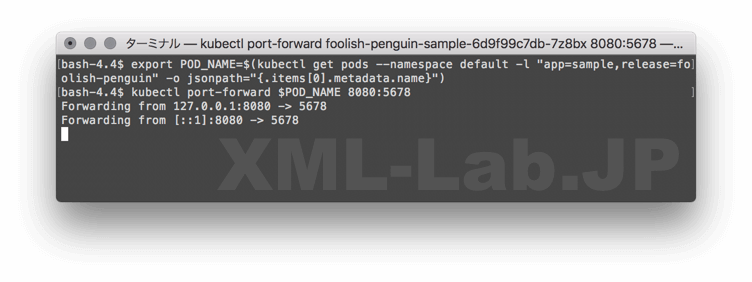 ターミナル — kubectl port-forward foolish-penguin-sample-6d9f99c7db-7z8bx 8080:5678 —...
[bash-4.4$ export POD_NAME=$(kubectl get pods --namespace default -l "app=sample,release=fo]
olish-penguin" -o jsonpath="{.items[0].metadata.name}")
[bash-4.4$ kubectl port-forward $POD_NAME 8080:5678 ]
Forwarding from 127.0.0.1:8080 -> 5678
Forwarding from [::1]:8080 -> 5678
XML-Lab.JP